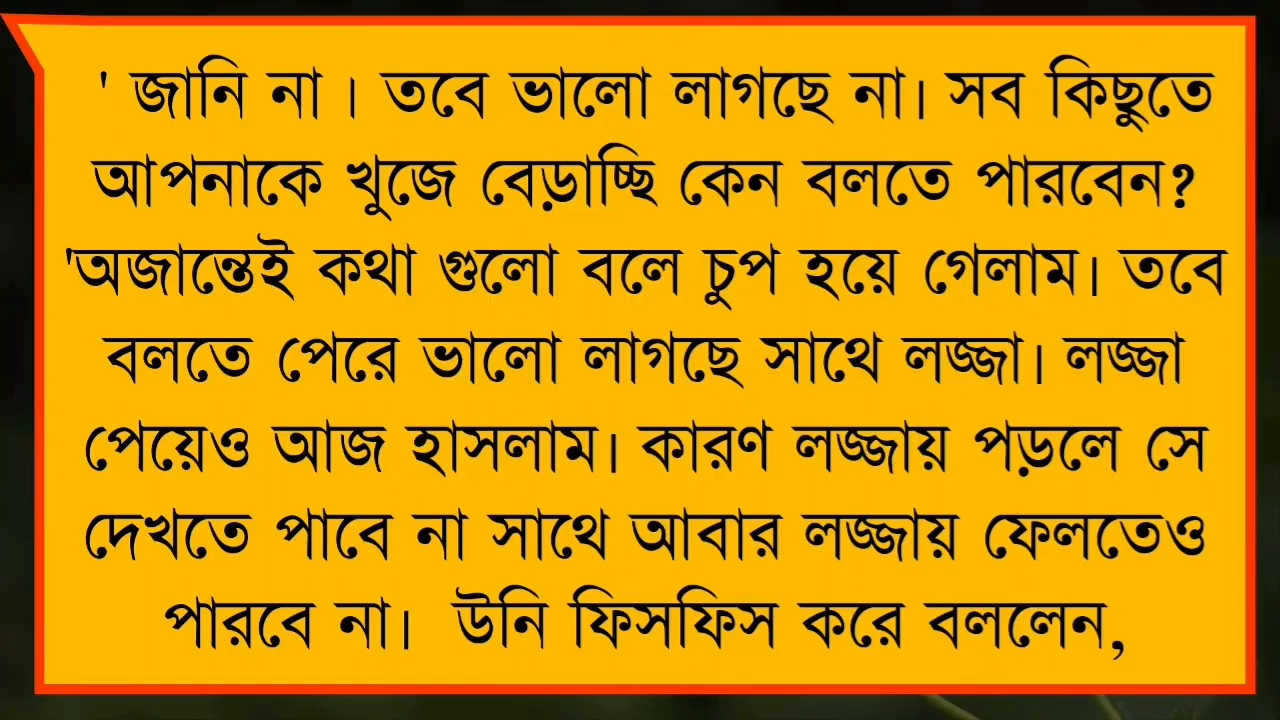 ' জানি না । তবে ভালো লাগছে না। সব কিছুতে
আপনাকে খুজে বেড়াচ্ছি কেন বলতে পারবেন?
'অজান্তেই কথা গুলো বলে চুপ হয়ে গেলাম। তবে
বলতে পেরে ভালো লাগছে সাথে লজ্জা। লজ্জা
পেয়েও আজ হাসলাম। কারণ লজ্জায় পড়লে সে
দেখতে পাবে না সাথে আবার লজ্জায় ফেলতেও
পারবে না।  উনি ফিসফিস করে বললেন,